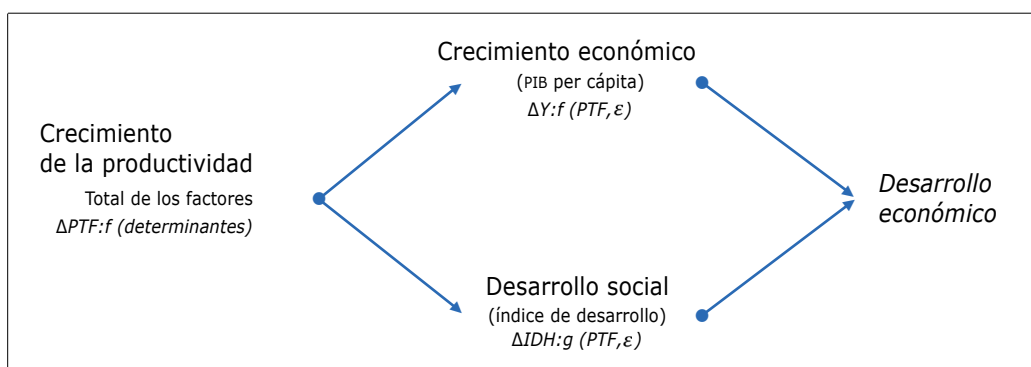 Crecimiento económico
(PIB per cápita)
ΔY:f (PTF,ε)
Crecimiento
de la productividad
Total de los factores
ΔPTF:f (determinantes)
Desarrollo
económico
Desarrollo social
(índice de desarrollo)
ΔIDH:g (PTF,ε)